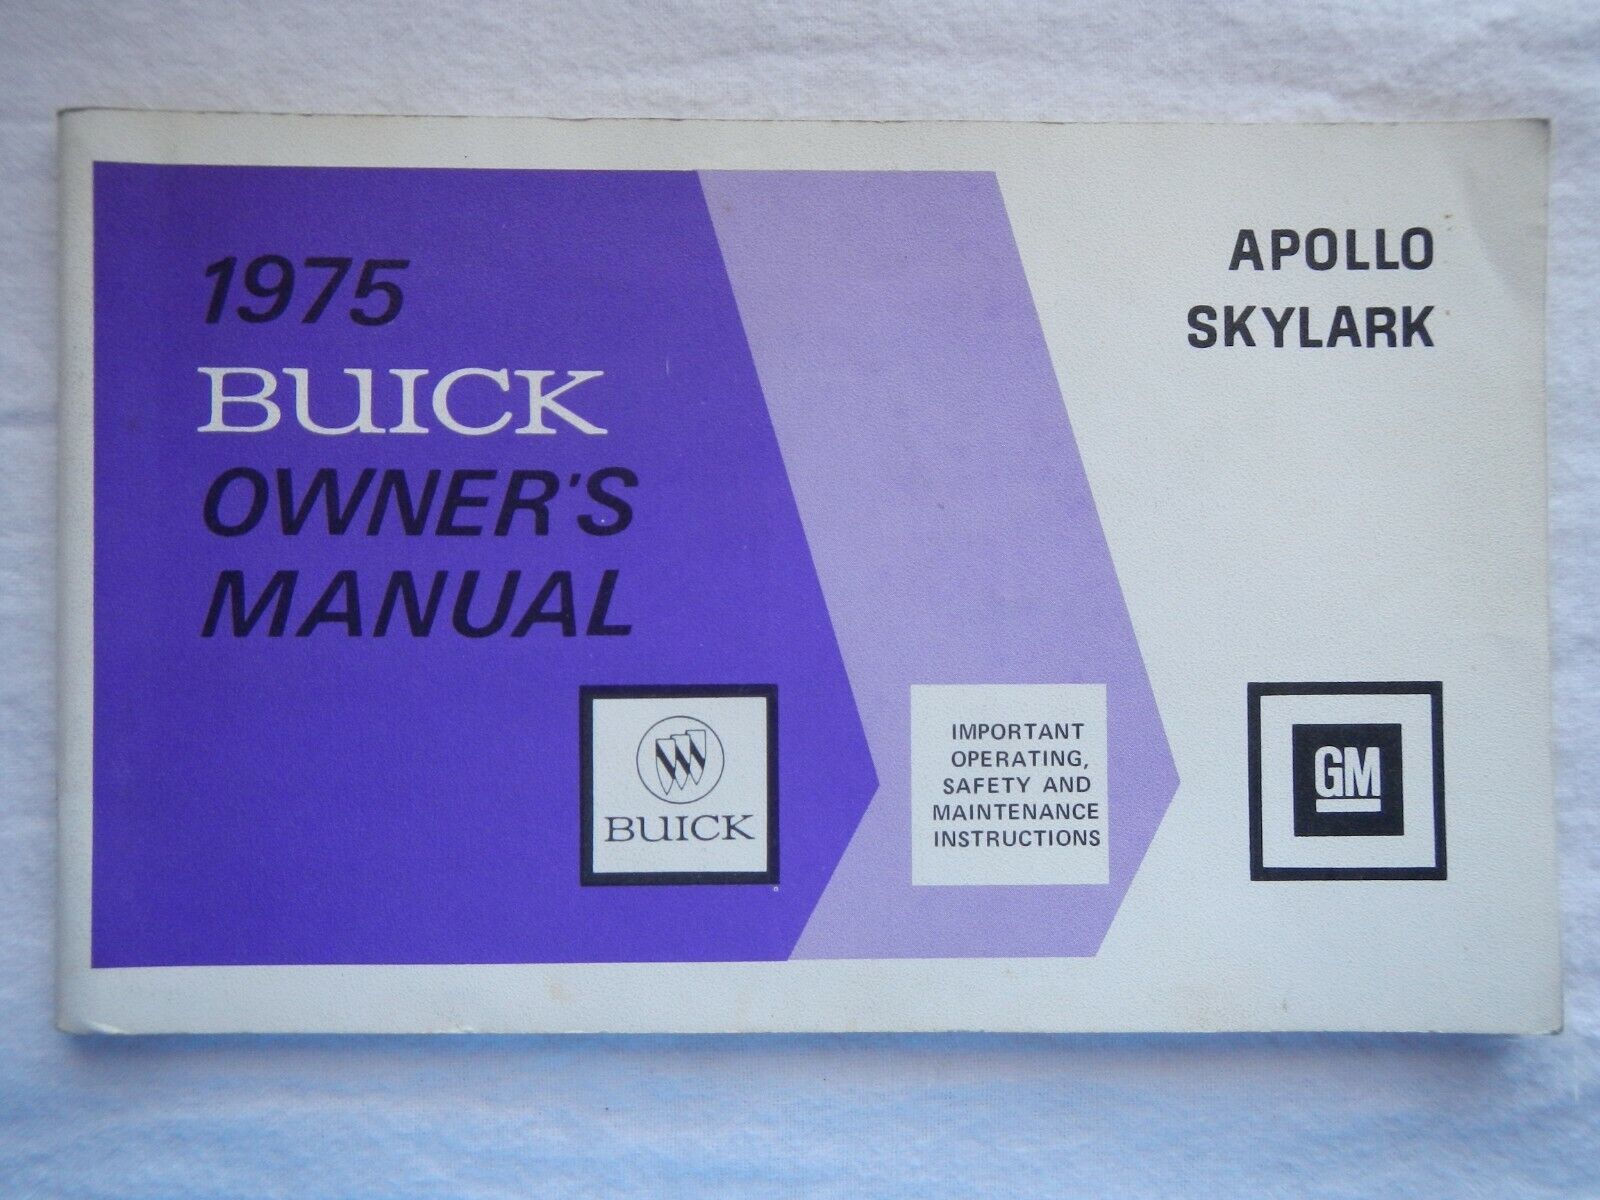 1975
BUICK
OWNER'S
MANUAL
APOLLO
SKYLARK
BUICK
IMPORTANT
OPERATING,
SAFETY AND
MAINTENANCE
INSTRUCTIONS
GM